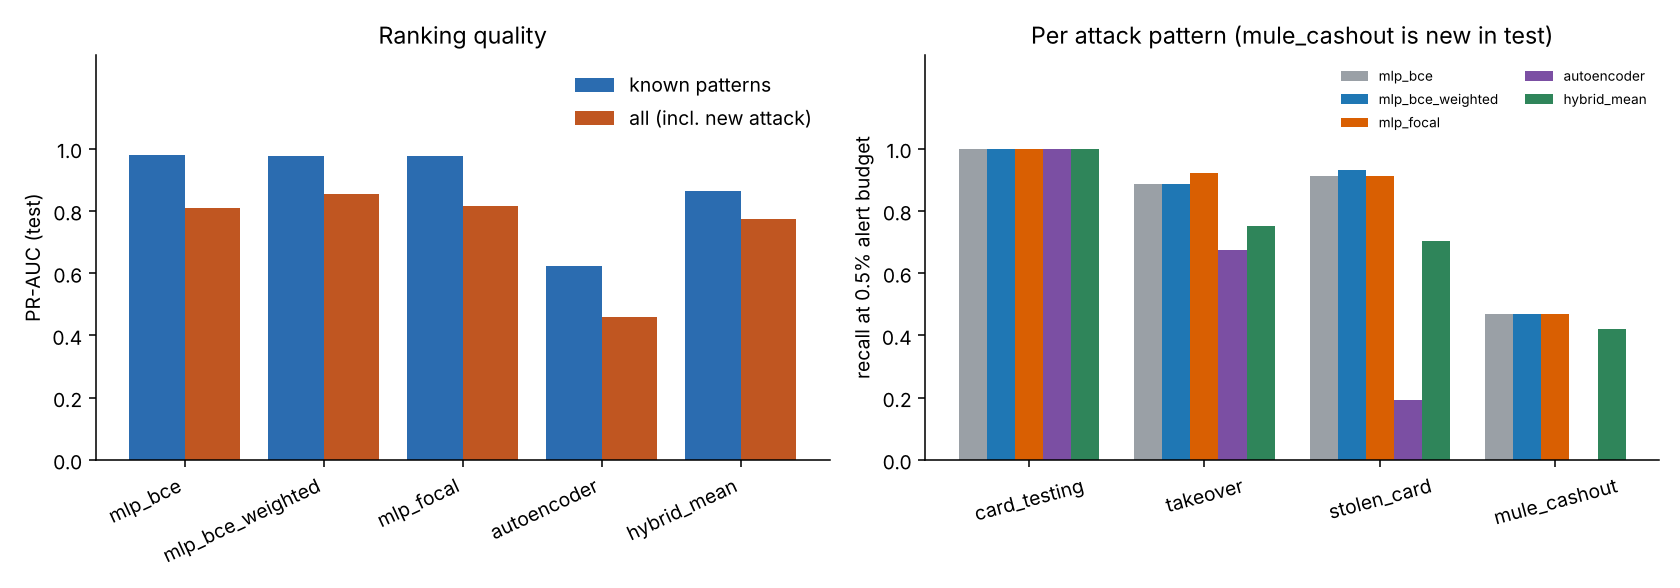 Ranking quality
known patterns
all (incl. new attack)
PR-AUC (test)
1.0
0.8
0.6
0.4
0.2
0.0
mlp_bce
mlp_bce_weighted
mlp_focal
autoencoder
hybrid_mean
Per attack pattern (mule_cashout is new in test)
mlp_bce
mlp_bce_weighted
mlp_focal
autoencoder
hybrid_mean
recall at 0.5% alert budget
1.0
0.8
0.6
0.4
0.2
0.0
card_testing
takeover
stolen_card
mule_cashout